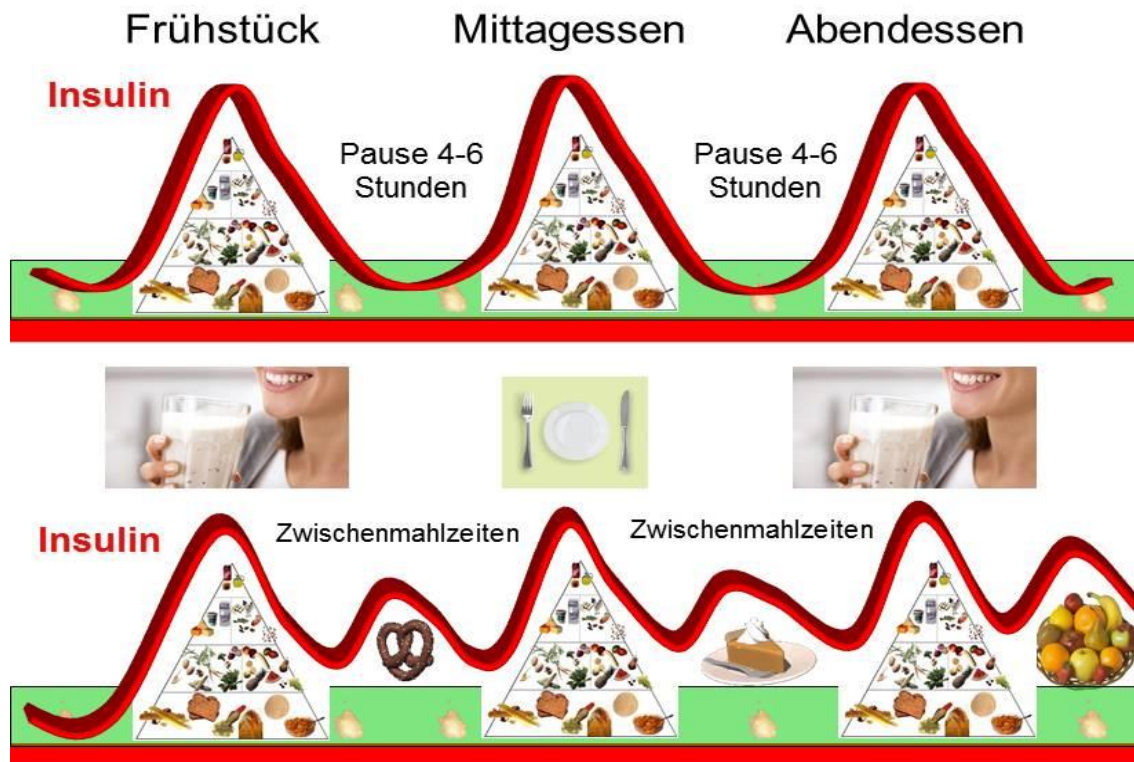 Frühstück
Mittagessen
Abendessen
Insulin
Pause 4-6
Stunden
Pause 4-6
Stunden
Insulin
Zwischenmahlzeiten
Zwischenmahlzeiten